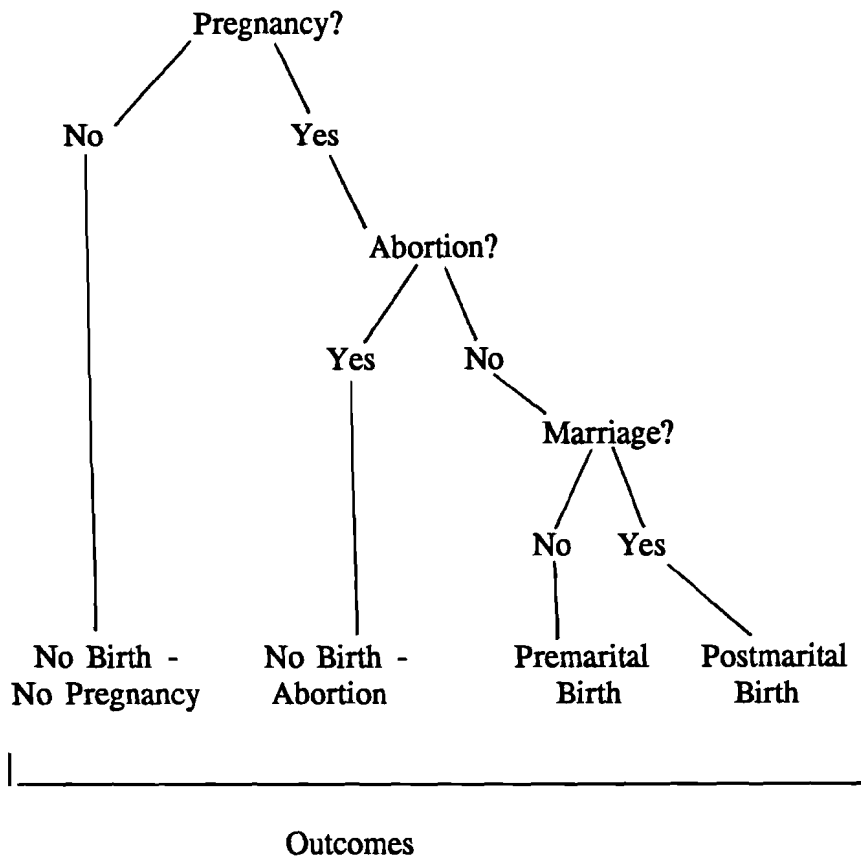 Pregnancy?
No
Yes
Abortion?
Yes
No
Marriage?
No
Yes
No Birth -
No Pregnancy
No Birth -
Abortion
Premarital
Birth
Postmarital
Birth
Outcomes